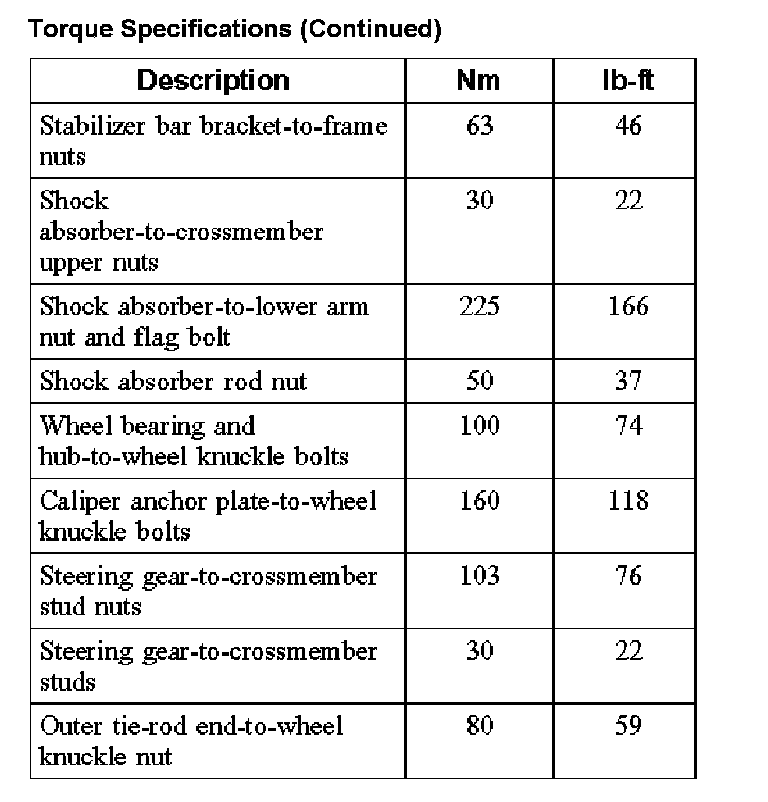 Torque Specifications (Continued)
Description Nm lb-ft
Stabilizer bar bracket-to-frame 63 46
nuts
Shock 30 22
absorber-to-crossmember
upper nuts
Shock absorber-to-lower arm 225 166
nut and flag bolt
Shock absorber rod nut 50 37
Wheel bearing and 100 74
hub-to-wheel knuckle bolts
Caliper anchor plate-to-wheel 160 118
knuckle bolts
Steering gear-to-crossmember 103 76
stud nuts
Steering gear-to-crossmember 30 22
studs
Outer tie-rod end-to-wheel 80 59
knuckle nut